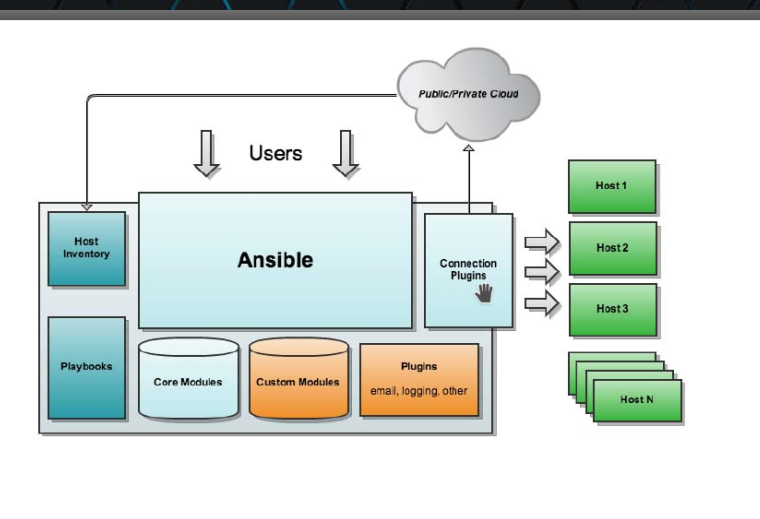 Public/Private Cloud
Users
Host 1
Host
Inventory
Ansible
Connection
Plugins
Host 2
Host 3
Playbooks
Core Modules
Custom Modules
Plugins
email, logging, other
Host N